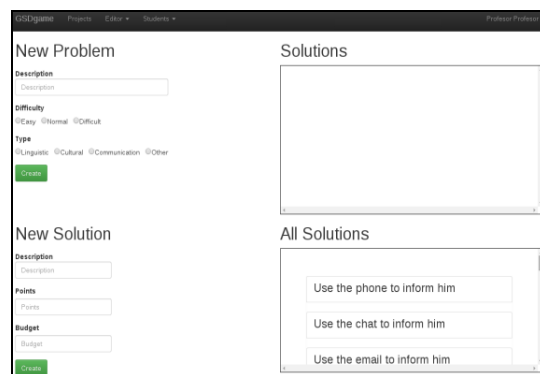 GSDgame Projects Editor Students Profesor Profesor
New Problem
Description
Description
Difficulty
Easy Normal Difficult
Type
Linguistic Cultural Communication Other
Create
Solutions
New Solution
Description
Description
Points
Points
Budget
Budget
Create
All Solutions
Use the phone to inform him
Use the chat to inform him
Use the email to inform him